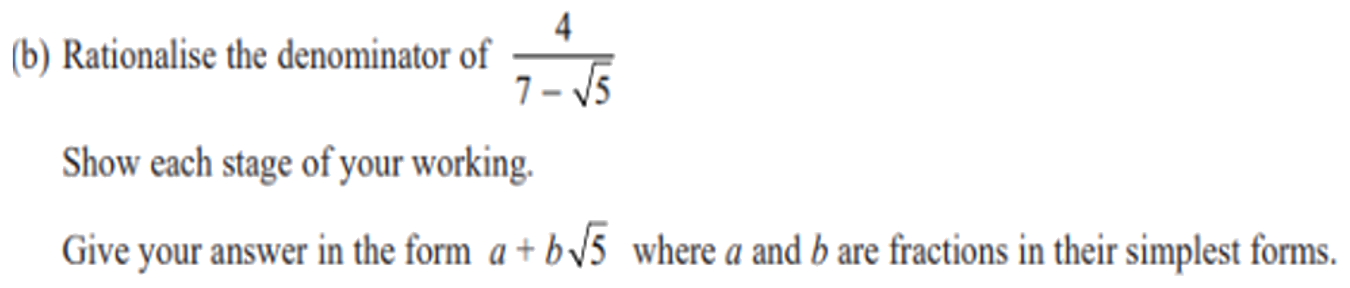 (b) Rationalise the denominator of 4/(7 − √5)
Show each stage of your working.
Give your answer in the form a + b√5 where a and b are fractions in their simplest forms.